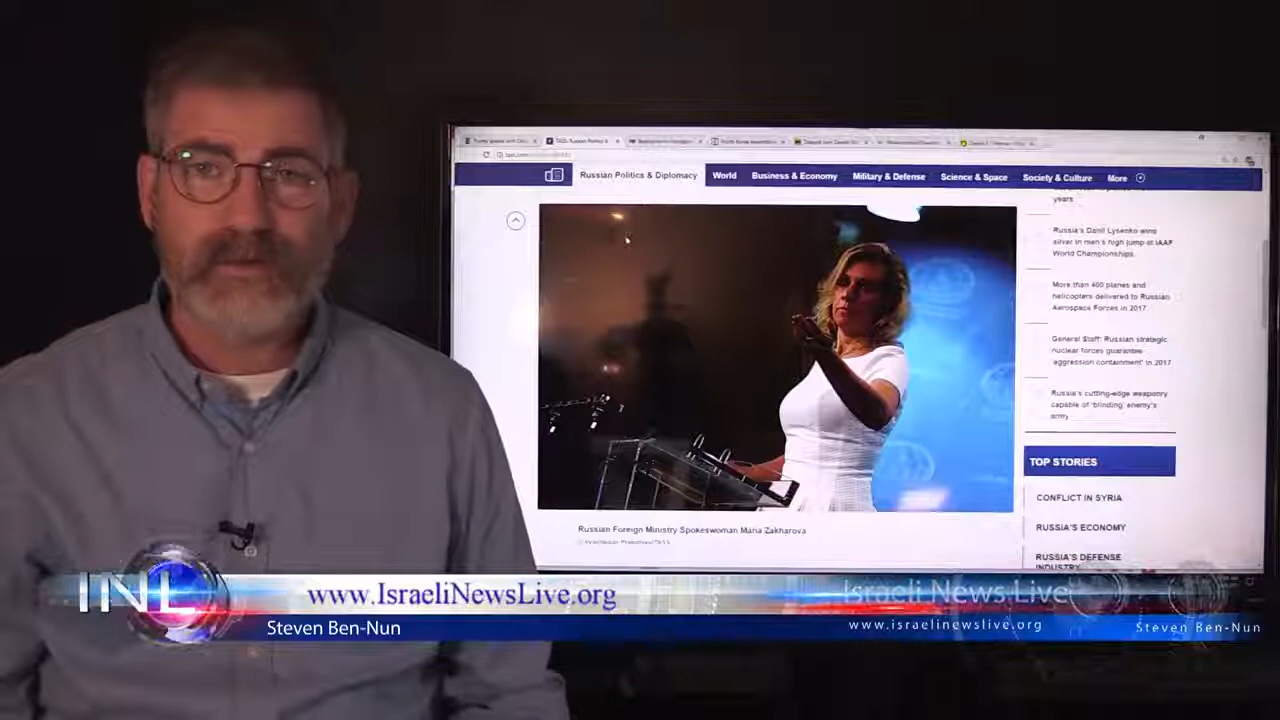 Russian Politics & Diplomacy
World
Business & Economy
Military & Defense
Science & Space
Society & Culture
More
years
Russia's Danil Lysenko wins
silver in men's high jump at IAAF
World Championships
More than 400 planes and
helicopters delivered to Russian
Aerospace Forces in 2017
General Staff: Russian strategic
nuclear forces guarantee
'aggression containment' in 2017
Russia's cutting-edge weaponry
capable of 'blinding' enemy's
army
TOP STORIES
CONFLICT IN SYRIA
RUSSIA'S ECONOMY
RUSSIA'S DEFENSE
INDUSTRY
Russian Foreign Ministry Spokeswoman Maria Zakharova
INL
www.IsraeliNewsLive.org
Steven Ben-Nun
Israeli News Live
www.israelinewslive.org
Steven Ben-Nun